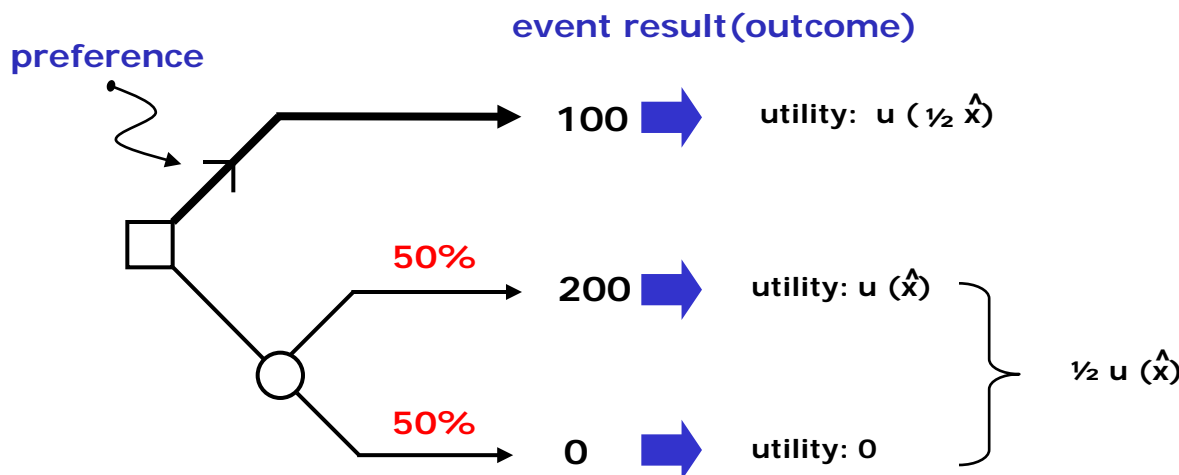 event result(outcome)
preference
100 utility: u ( ½ x̂)
50%
200 utility: u (x̂)
½ u (x̂)
50%
0 utility: 0